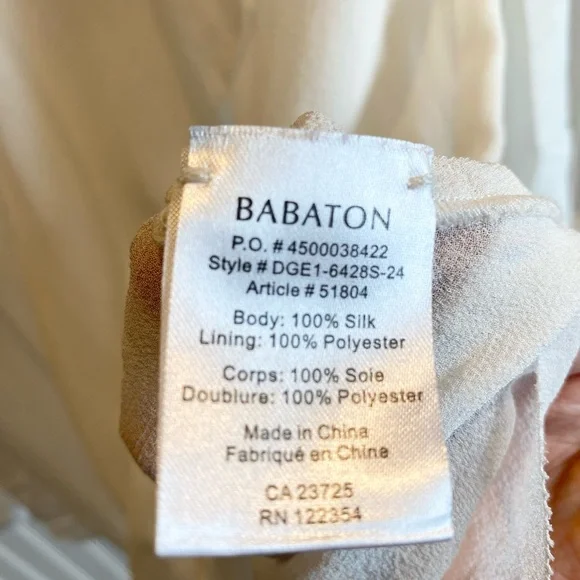 BABATON
P.O. # 4500038422
Style # DGE1-6428S-24
Article # 51804
Body: 100% Silk
Lining: 100% Polyester
Corps: 100% Soie
Doublure: 100% Polyester
Made in China
Fabriqué en Chine
CA 23725
RN 122354